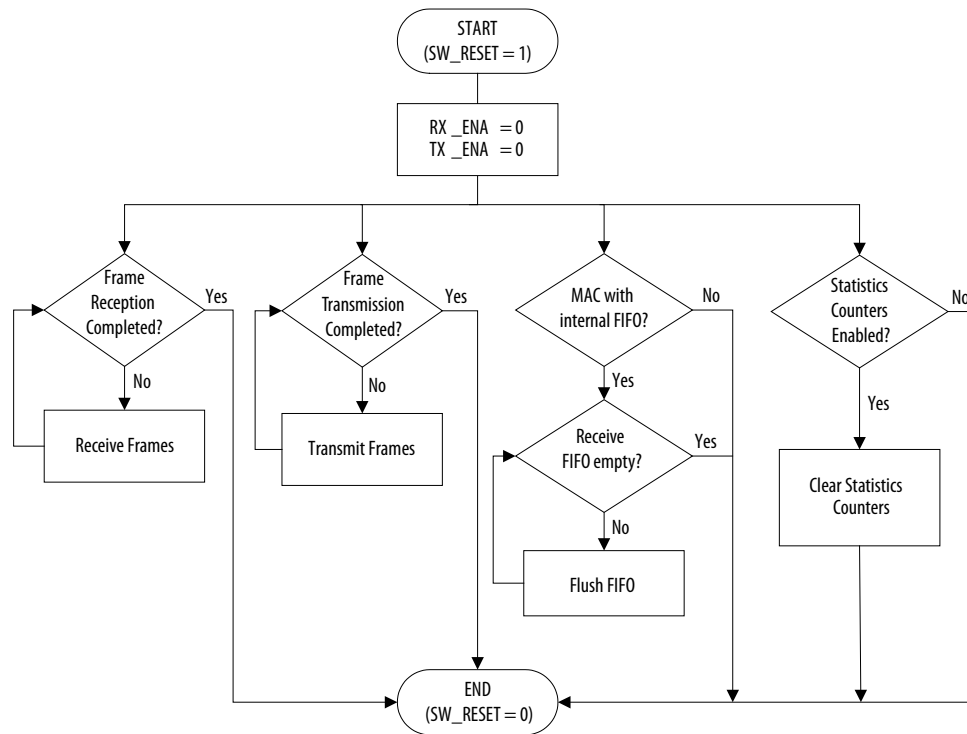 START
(SW_RESET = 1)
RX _ENA = 0
TX _ENA = 0
Frame
Reception
Completed?
Yes
No
Receive Frames
Frame
Transmission
Completed?
Yes
No
Transmit Frames
MAC with
internal FIFO?
No
Yes
Receive
FIFO empty?
Yes
No
Flush FIFO
Statistics
Counters
Enabled?
No
Yes
Clear Statistics
Counters
END
(SW_RESET = 0)